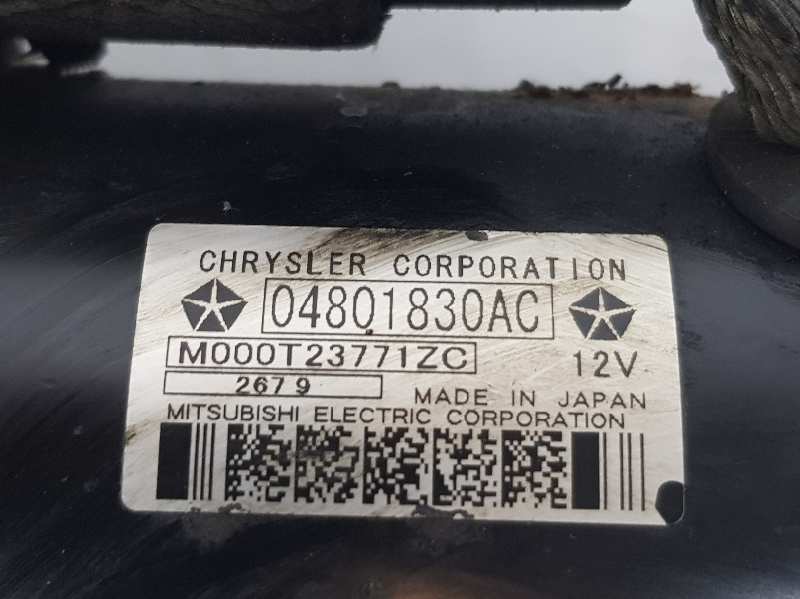 CHRYSLER CORPORATION
04801830AC
M000T23771ZC
12V
2679
MADE IN JAPAN
MITSUBISHI ELECTRIC CORPORATION